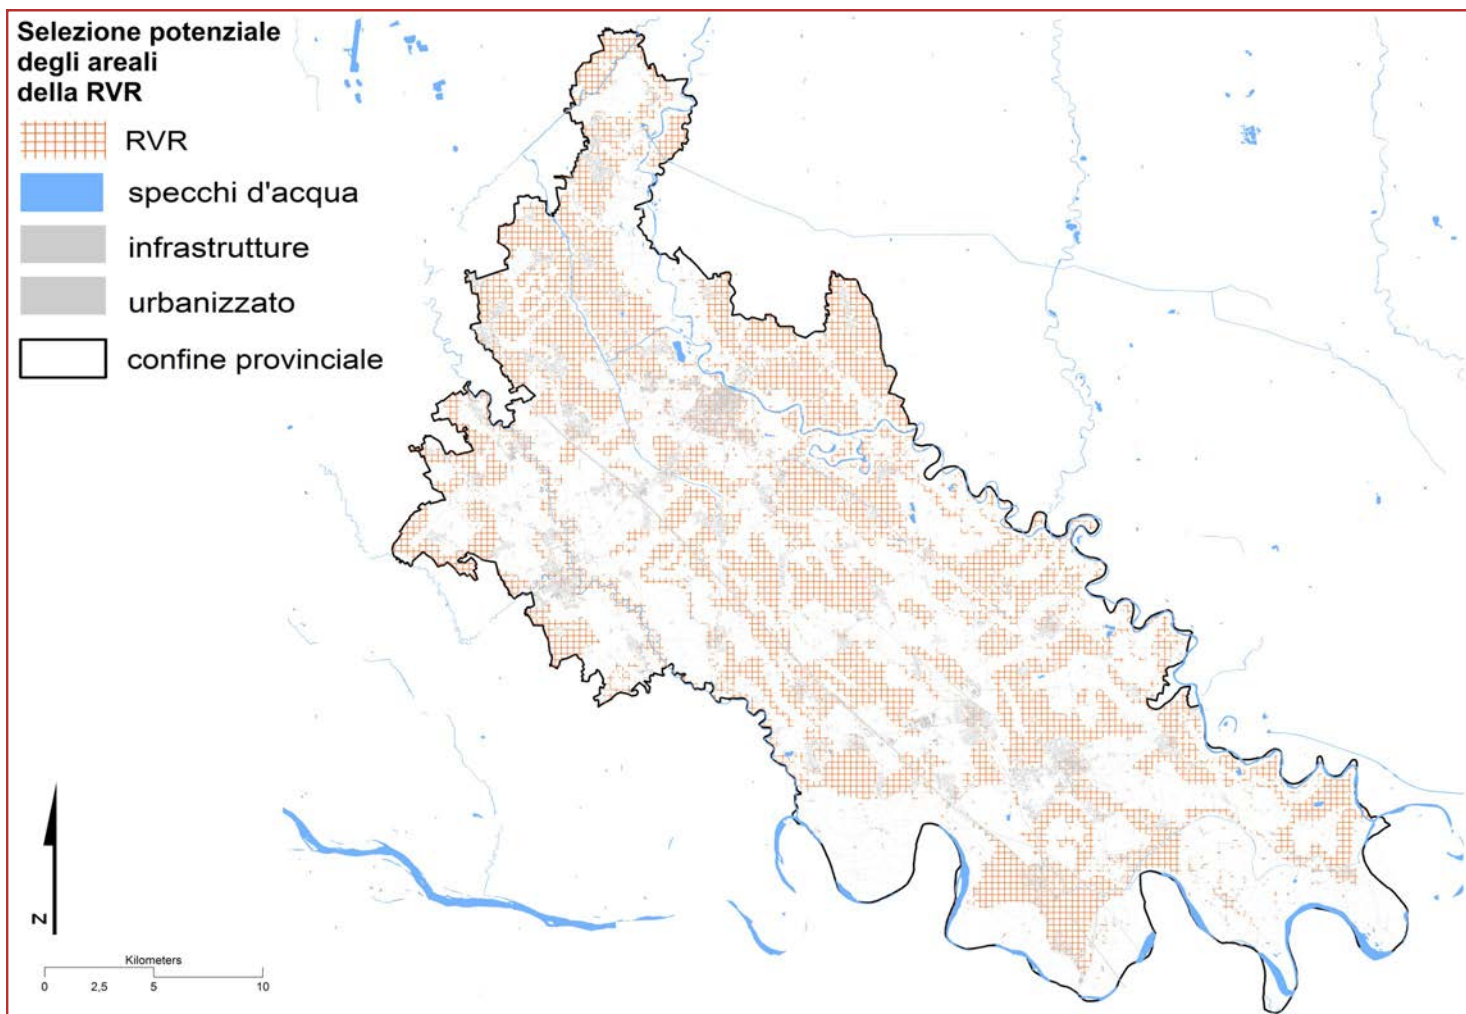 Selezione potenziale
degli areali
della RVR
RVR
specchi d'acqua
infrastrutture
urbanizzato
confine provinciale
N
Kilometers
0 2,5 5 10